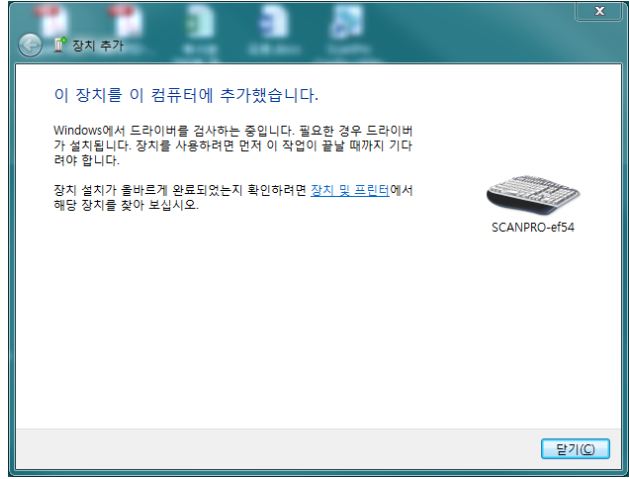 장치 추가
이 장치를 이 컴퓨터에 추가했습니다.
Windows에서 드라이버를 검사하는 중입니다. 필요한 경우 드라이버
가 설치됩니다. 장치를 사용하려면 먼저 이 작업이 끝날 때까지 기다
려야 합니다.
장치 설치가 올바르게 완료되었는지 확인하려면 장치 및 프린터에서
해당 장치를 찾아 보십시오.
SCANPRO-ef54
닫기(C)